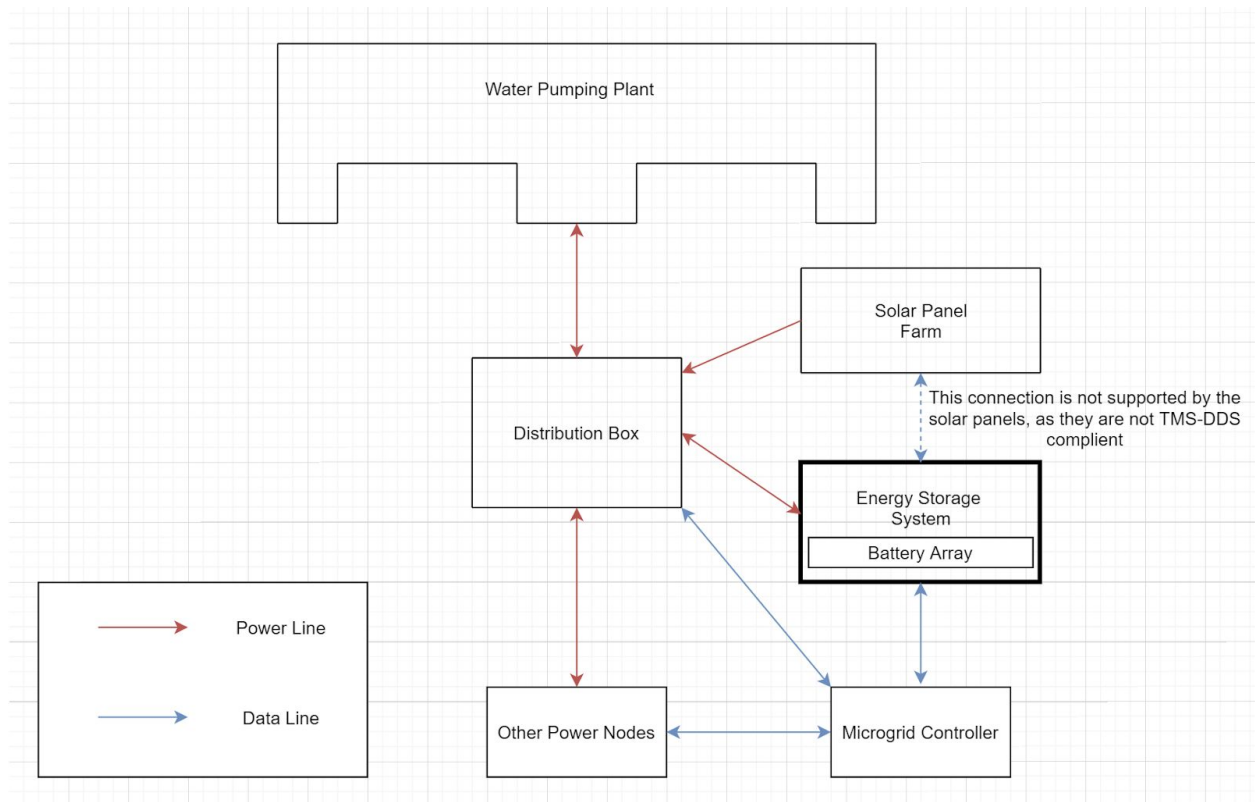 Water Pumping Plant
Solar Panel
Farm
This connection is not supported by the
solar panels, as they are not TMS-DDS
complient
Distribution Box
Energy Storage
System
Battery Array
Power Line
Data Line
Other Power Nodes
Microgrid Controller